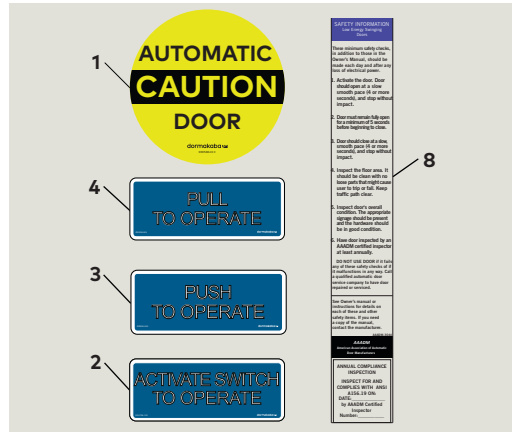 1
AUTOMATIC
CAUTION
DOOR
dormakaba
4
PULL
TO OPERATE
3
PUSH
TO OPERATE
2
ACTIVATE SWITCH
TO OPERATE
SAFETY INFORMATION
Low Energy Swinging
Doors
These minimum safety checks,
in addition to those in the
Owner's Manual, should be
made each day and after any
loss of electrical power.
1. Activate the door. Door
should open at a slow
smooth pace (4 or more
seconds), and stop without
impact.
2. Door must remain fully open
for a minimum of 5 seconds
before beginning to close.
3. Door should close at a slow,
smooth pace (4 or more
seconds), and stop without
impact.
4. Inspect the floor area. It
should be clean with no
loose parts that might cause
user to trip or fall. Keep
traffic path clear.
5. Inspect door's overall
condition. The appropriate
signage should be present
and the hardware should
be in good condition.
6. Have door inspected by an
AAADM certified inspector
at least annually.
DO NOT USE DOOR if it fails
any of these safety checks of if
it malfunctions in any way. Call
a qualified automatic door
service company to have door
repaired or serviced.
See Owner's manual or
instructions for details on
each of these and other
safety items. If you need
a copy of the manual,
contact the manufacturer.
AAADM
American Association of Automatic
Door Manufacturers
ANNUAL COMPLIANCE
INSPECTION
INSPECT FOR AND
COMPLIES WITH ANSI
A156.19 ON:
DATE:
by AAADM Certified
Inspector
Number:
8